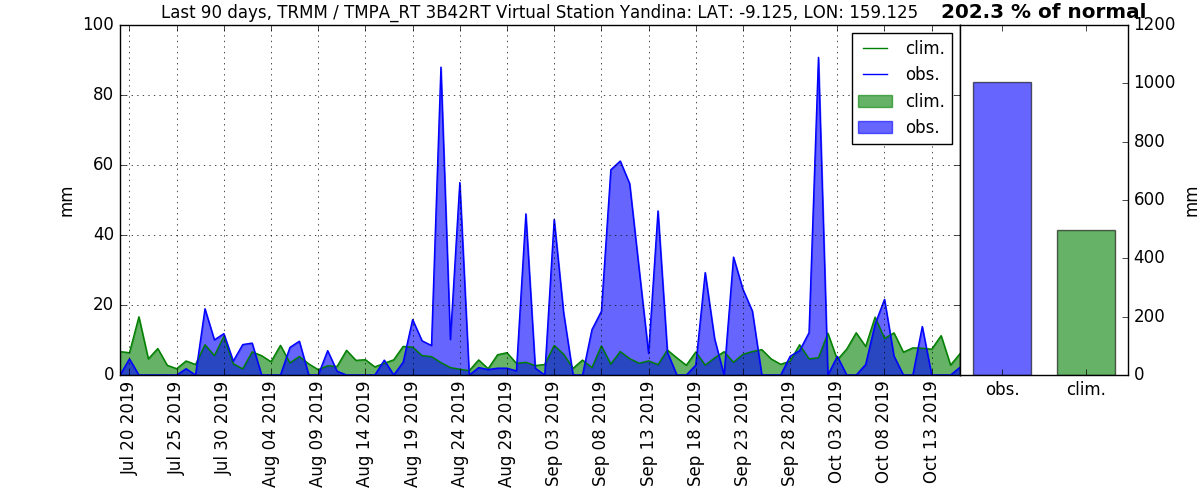 Last 90 days, TRMM / TMPA_RT 3B42RT Virtual Station Yandina: LAT: -9.125, LON: 159.125
202.3 % of normal
100
80
60
40
20
0
mm
clim.
obs.
clim.
obs.
Jul 20 2019
Jul 25 2019
Jul 30 2019
Aug 04 2019
Aug 09 2019
Aug 14 2019
Aug 19 2019
Aug 24 2019
Aug 29 2019
Sep 03 2019
Sep 08 2019
Sep 13 2019
Sep 18 2019
Sep 23 2019
Sep 28 2019
Oct 03 2019
Oct 08 2019
Oct 13 2019
1200
1000
800
600
400
200
0
mm
obs.
clim.